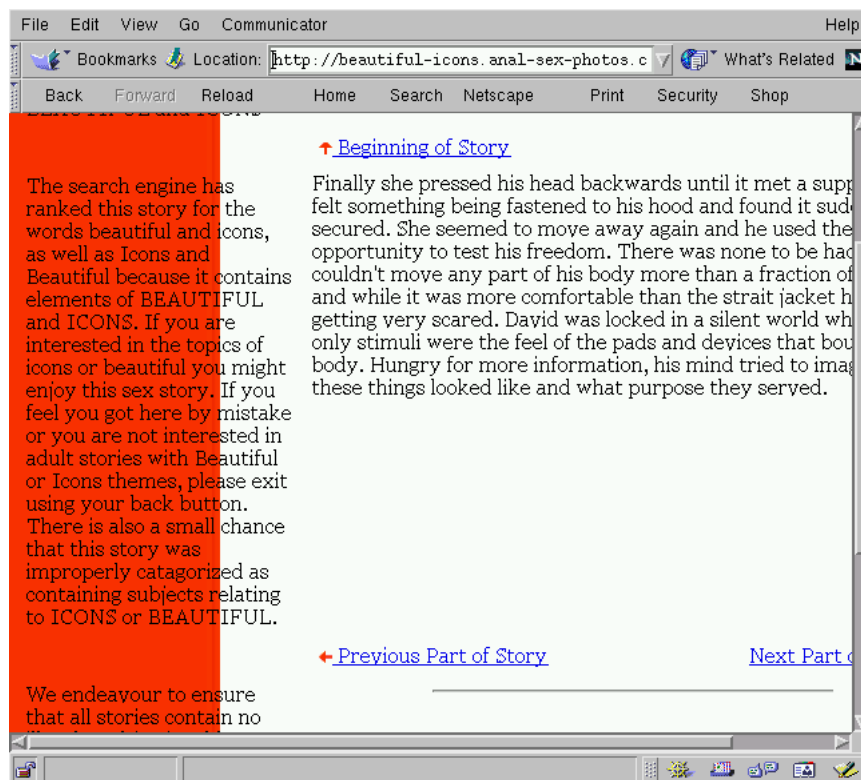 File Edit View Go Communicator Help
Bookmarks Location: http://beautiful-icons.anal-sex-photos.c What's Related N
Back Forward Reload Home Search Netscape Print Security Shop
BEAUTIFUL and ICONS
The search engine has
ranked this story for the
words beautiful and icons,
as well as Icons and
Beautiful because it contains
elements of BEAUTIFUL
and ICONS. If you are
interested in the topics of
icons or beautiful you might
enjoy this sex story. If you
feel you got here by mistake
or you are not interested in
adult stories with Beautiful
or Icons themes, please exit
using your back button.
There is also a small chance
that this story was
improperly catagorized as
containing subjects relating
to ICONS or BEAUTIFUL.
We endeavour to ensure
that all stories contain no
Beginning of Story
Finally she pressed his head backwards until it met a supp
felt something being fastened to his hood and found it sud
secured. She seemed to move away again and he used the
opportunity to test his freedom. There was none to be had
couldn't move any part of his body more than a fraction of
and while it was more comfortable than the strait jacket h
getting very scared. David was locked in a silent world wh
only stimuli were the feel of the pads and devices that bou
body. Hungry for more information, his mind tried to imag
these things looked like and what purpose they served.
Previous Part of Story Next Part